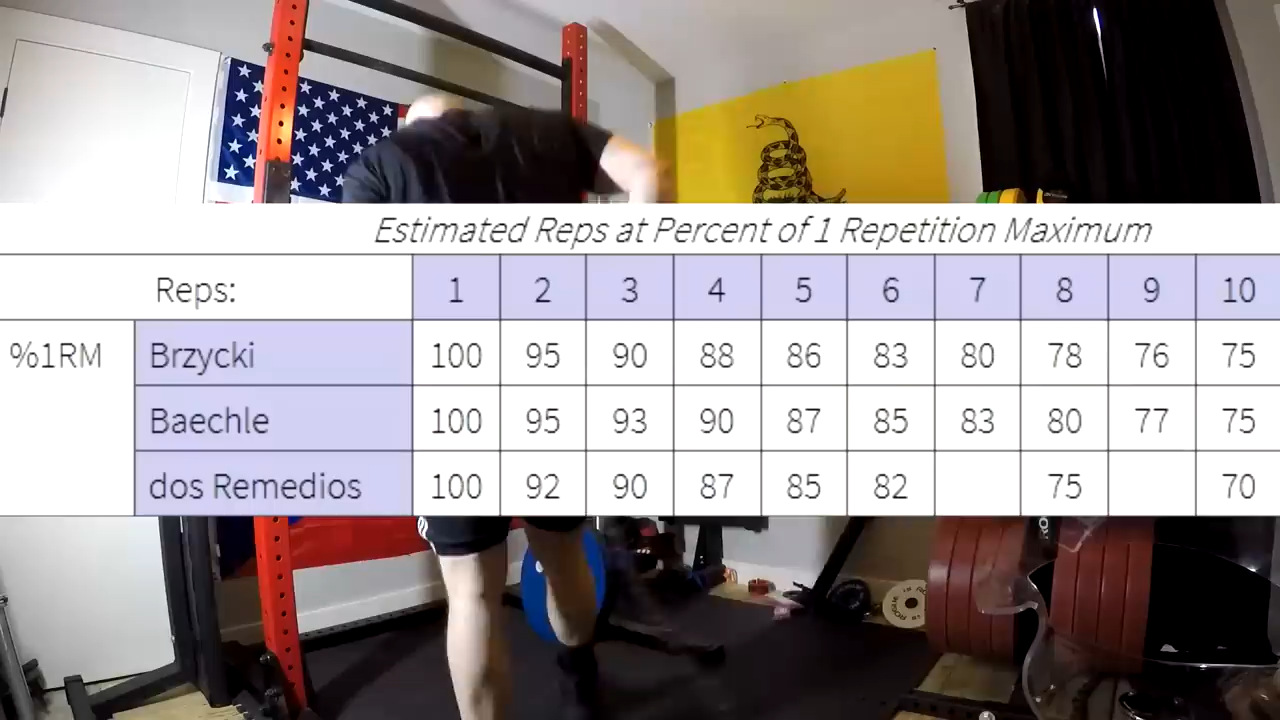 Estimated Reps at Percent of 1 Repetition Maximum
Reps: 1 2 3 4 5 6 7 8 9 10
%1RM Brzycki 100 95 90 88 86 83 80 78 76 75
Baechle 100 95 93 90 87 85 83 80 77 75
dos Remedios 100 92 90 87 85 82 75 70